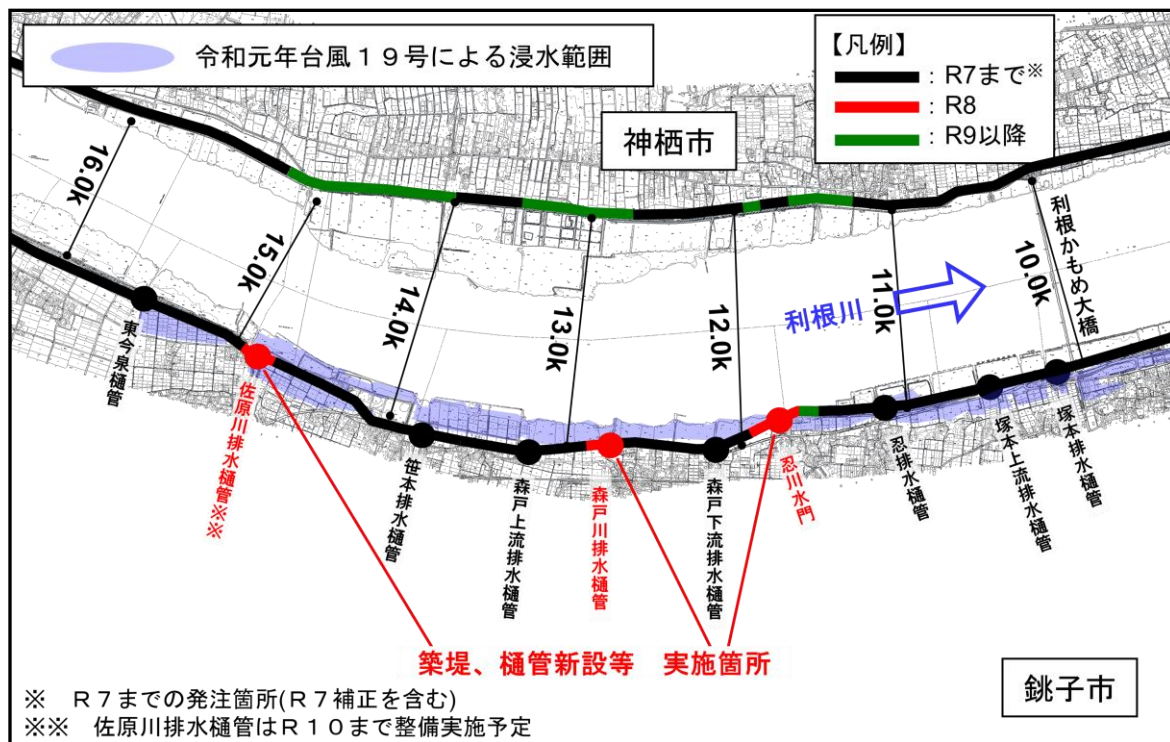 令和元年台風１９号による浸水範囲
【凡例】
：R7まで※
：R8
：R9以降
神栖市
16.0k
15.0k
14.0k
13.0k
12.0k
11.0k
10.0k
利根かもめ大橋
利根川
東今泉樋管
佐原川排水樋管※※
笹本排水樋管
森戸上流排水樋管
森戸川排水樋管
森戸下流排水樋管
忍川水門
忍排水樋管
塚本上流排水樋管
塚本排水樋管
築堤、樋管新設等　実施箇所
銚子市
※　Ｒ７までの発注箇所(Ｒ７補正を含む)
※※　佐原川排水樋管はＲ１０まで整備実施予定